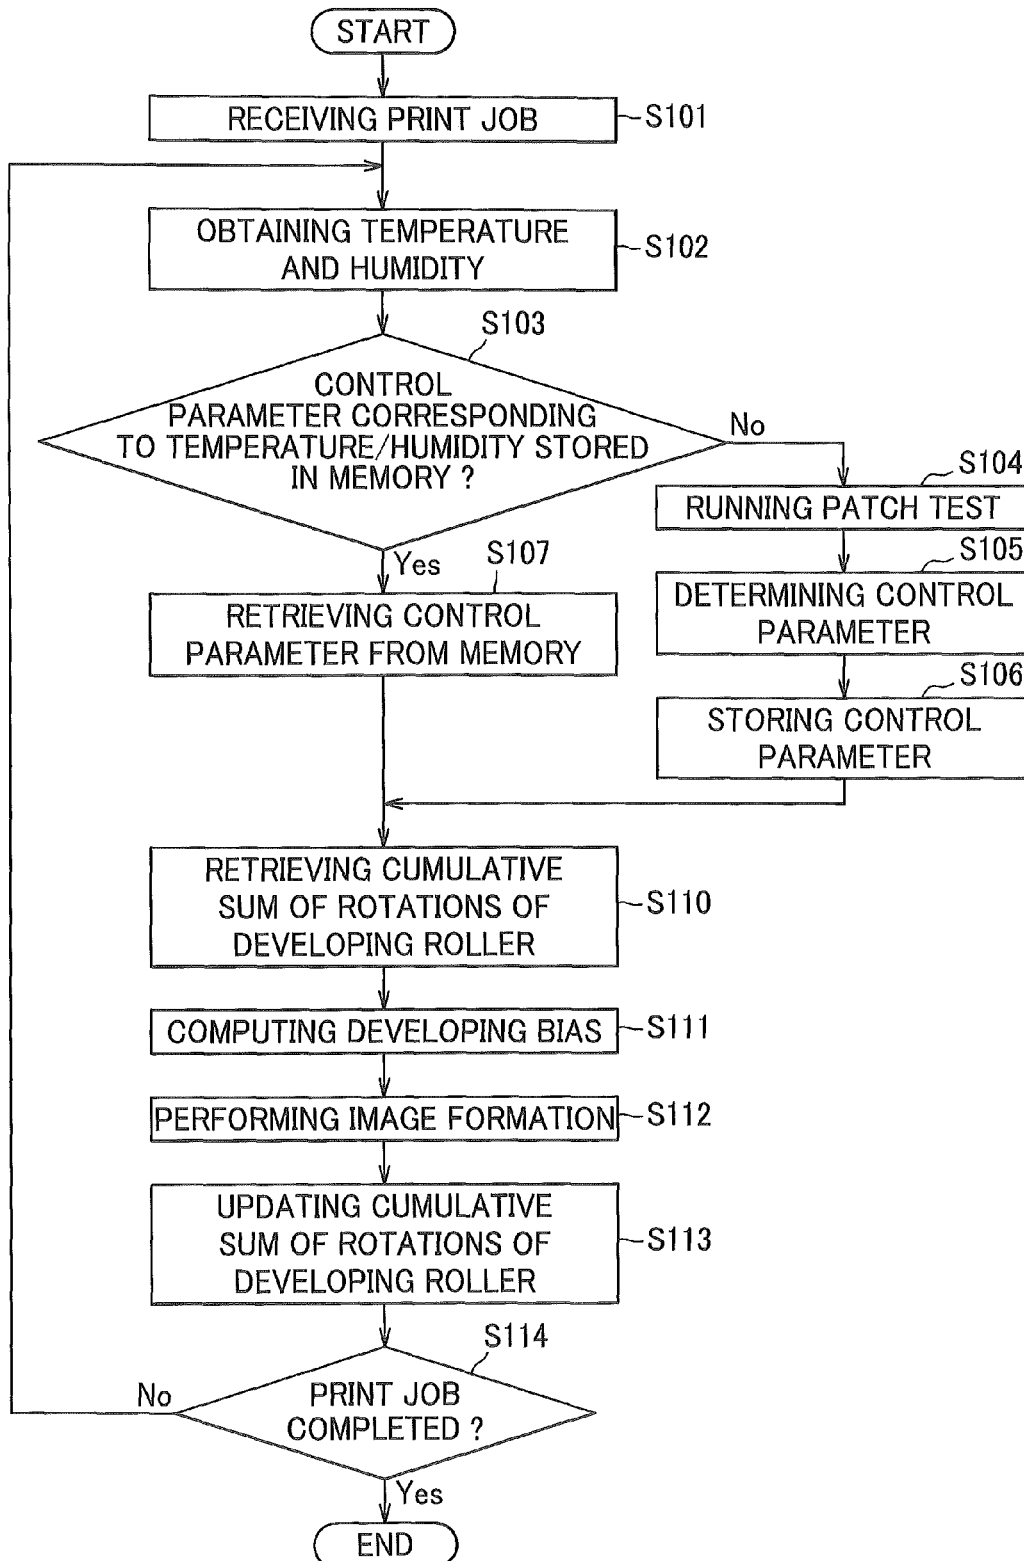 START
RECEIVING PRINT JOB
S101
OBTAINING TEMPERATURE
AND HUMIDITY
S102
S103
CONTROL
PARAMETER CORRESPONDING
TO TEMPERATURE/HUMIDITY STORED
IN MEMORY ?
No
S104
RUNNING PATCH TEST
S105
DETERMINING CONTROL
PARAMETER
S106
STORING CONTROL
PARAMETER
Yes
S107
RETRIEVING CONTROL
PARAMETER FROM MEMORY
RETRIEVING CUMULATIVE
SUM OF ROTATIONS OF
DEVELOPING ROLLER
S110
COMPUTING DEVELOPING BIAS
S111
PERFORMING IMAGE FORMATION
S112
UPDATING CUMULATIVE
SUM OF ROTATIONS OF
DEVELOPING ROLLER
S113
S114
PRINT JOB
COMPLETED ?
No
Yes
END